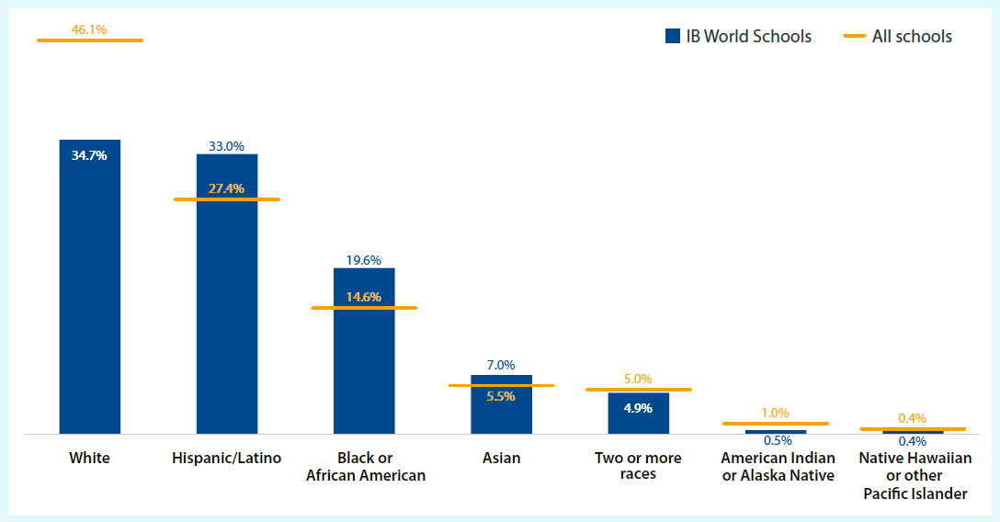 46.1%
IB World Schools
All schools
34.7%
33.0%
27.4%
19.6%
14.6%
7.0%
5.5%
5.0%
4.9%
1.0%
0.5%
0.4%
0.4%
White
Hispanic/Latino
Black or
African American
Asian
Two or more
races
American Indian
or Alaska Native
Native Hawaiian
or other
Pacific Islander